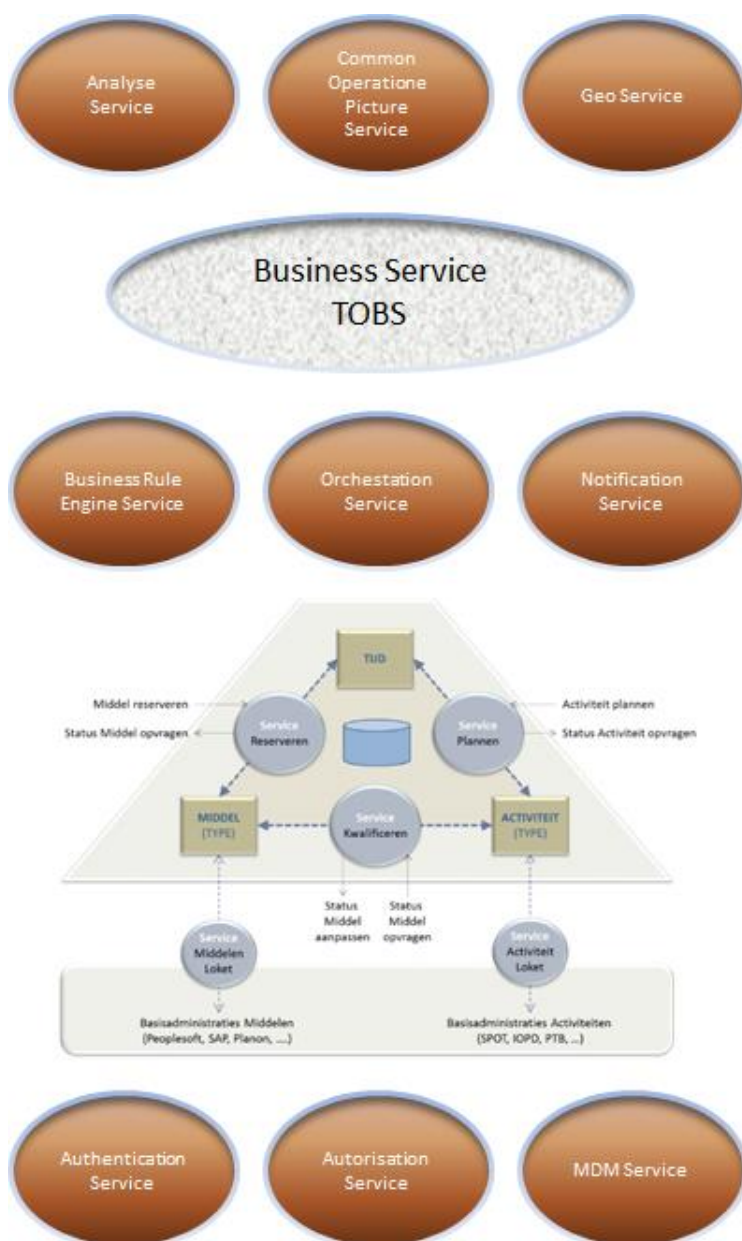 Analyse
Service
Common
Operatione
Picture
Service
Geo Service
Business Service
TOBS
Business Rule
Engine Service
Orchestation
Service
Notification
Service
TIJD
Middel reserveren
Status Middel opvragen
Service
Reserveren
Service
Plannen
Activiteit plannen
Status Activiteit opvragen
MIDDEL
(TYPE)
Service
Kwalificeren
ACTIVITEIT
(TYPE)
Status
Middel
aanpassen
Status
Middel
opvragen
Service
Middelen
Loket
Service
Activiteit
Loket
Basisadministraties Middelen
(Peoplesoft, SAP, Planon, ....)
Basisadministraties Activiteiten
(SPOT, IOPD, PTB, ...)
Authentication
Service
Autorisation
Service
MDM Service